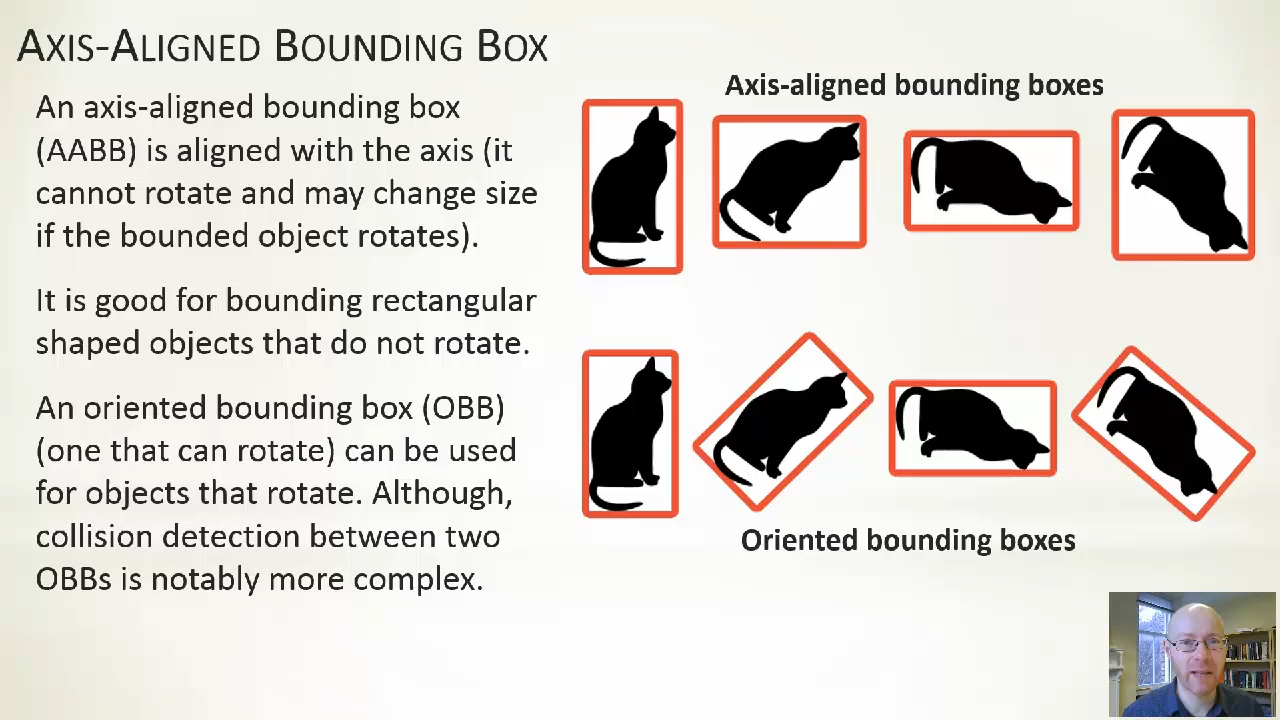 AXIS-ALIGNED BOUNDING BOX
An axis-aligned bounding box
(AABB) is aligned with the axis (it
cannot rotate and may change size
if the bounded object rotates).
It is good for bounding rectangular
shaped objects that do not rotate.
An oriented bounding box (OBB)
(one that can rotate) can be used
for objects that rotate. Although,
collision detection between two
OBBs is notably more complex.
Axis-aligned bounding boxes
Oriented bounding boxes